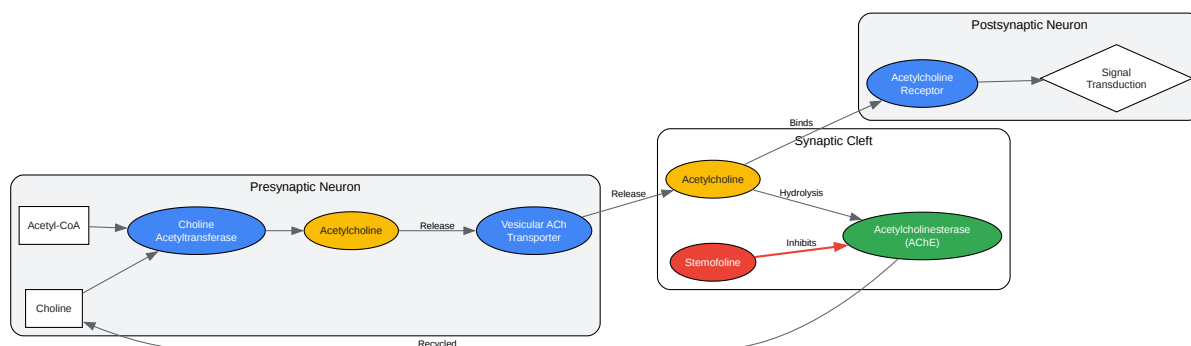 Postsynaptic Neuron
Acetylcholine
Receptor
Signal
Transduction
Binds
Synaptic Cleft
Acetylcholine
Hydrolysis
Acetylcholinesterase
(AChE)
Stemofoline
Inhibits
Release
Presynaptic Neuron
Acetyl-CoA
Choline
Acetyltransferase
Acetylcholine
Release
Vesicular ACh
Transporter
Choline
Recycled